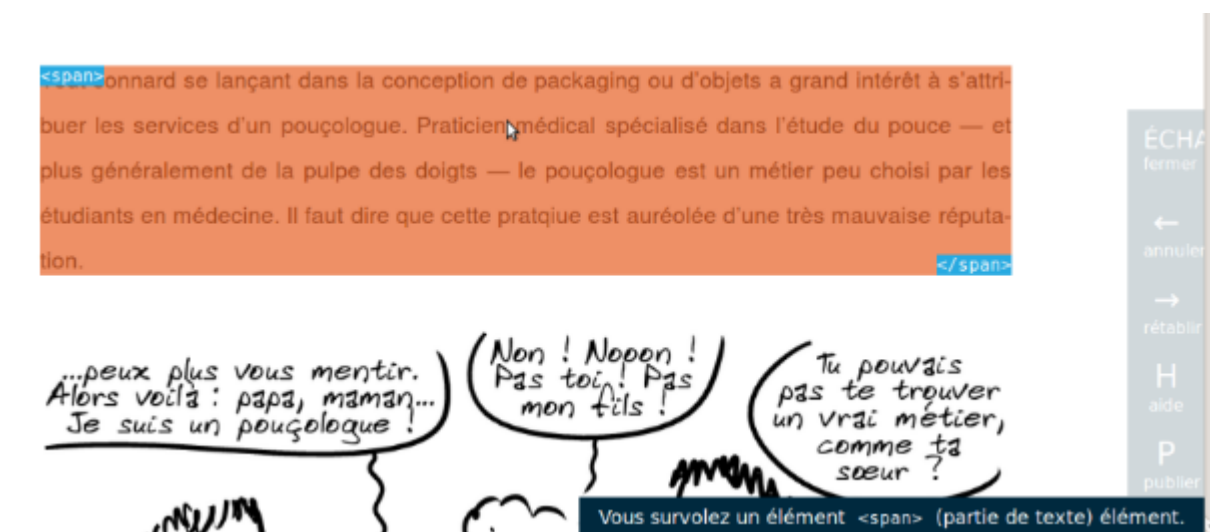 <span>onnard se lançant dans la conception de packaging ou d'objets a grand intérêt à s'attri-
buer les services d'un pouçologue. Praticien médical spécialisé dans l'étude du pouce — et
plus généralement de la pulpe des doigts — le pouçologue est un métier peu choisi par les
étudiants en médecine. Il faut dire que cette pratqiue est auréolée d'une très mauvaise réputa-
tion.
</span>
ÉCHA
fermer
←
annuler
→
rétablir
H
aide
P
publier
...peux plus vous mentir.
Alors voilà : papa, maman...
Je suis un pouçologue !
Non ! Nooon !
Pas toi ! Pas
mon fils !
Tu pouvais
pas te trouver
un vrai métier,
comme ta
sœur ?
Vous survolez un élément <span> (partie de texte) élément.